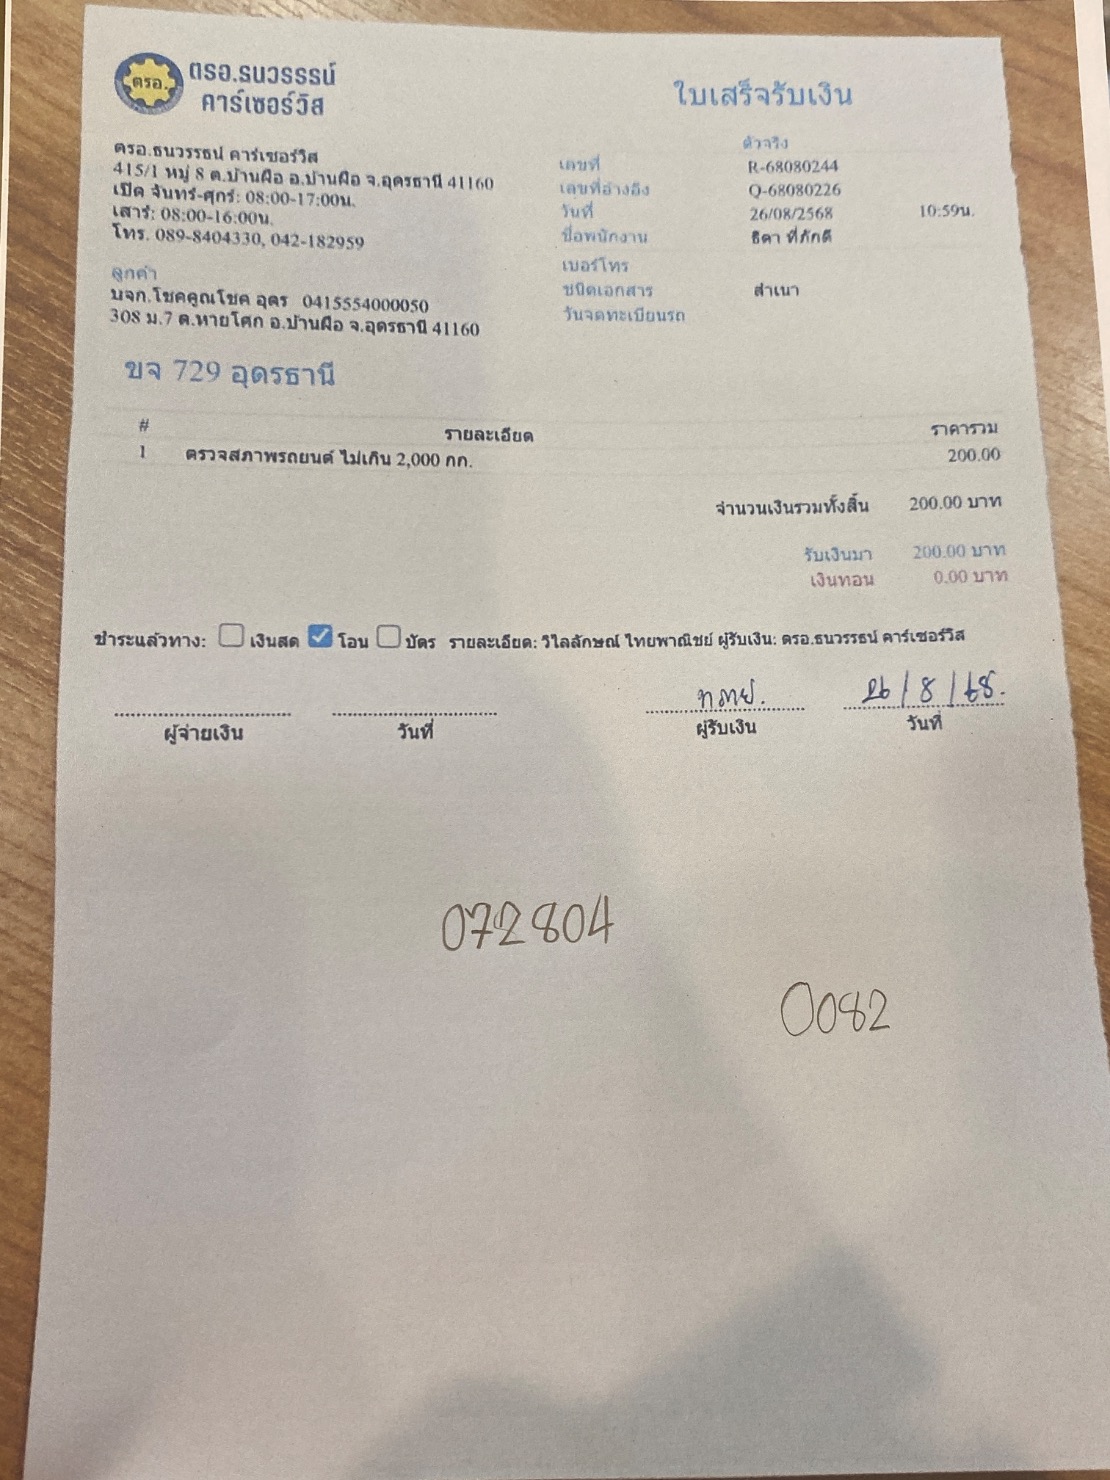 ตรอ.
ตรอ.ธนวรรธน์
คาร์เซอร์วิส
ใบเสร็จรับเงิน
ตัวจริง
ตรอ.ธนวรรธน์ คาร์เซอร์วิส
415/1 หมู่ 8 ต.บ้านผือ อ.บ้านผือ จ.อุดรธานี 41160
เปิด จันทร์-ศุกร์: 08:00-17:00น.
เสาร์: 08:00-16:00น.
โทร. 089-8404330, 042-182959
เลขที่ R-68080244
เลขที่อ้างอิง Q-68080226
วันที่ 26/08/2568 10:59น.
ชื่อพนักงาน ธิดา ที่ภักดี
เบอร์โทร
ชนิดเอกสาร สำเนา
วันจดทะเบียนรถ
ลูกค้า
บจก.โชคคูณโชค อุดร 0415554000050
308 ม.7 ต.หายโศก อ.บ้านผือ จ.อุดรธานี 41160
ขจ 729 อุดรธานี
# รายละเอียด ราคารวม
1 ตรวจสภาพรถยนต์ ไม่เกิน 2,000 กก. 200.00
จำนวนเงินรวมทั้งสิ้น 200.00 บาท
รับเงินมา 200.00 บาท
เงินทอน 0.00 บาท
ชำระแล้วทาง: เงินสด โอน บัตร รายละเอียด: วิไลลักษณ์ ไทยพาณิชย์ ผู้รับเงิน: ตรอ.ธนวรรธน์ คาร์เซอร์วิส
26/8/68.
ผู้จ่ายเงิน วันที่ ผู้รับเงิน วันที่
072804
0082